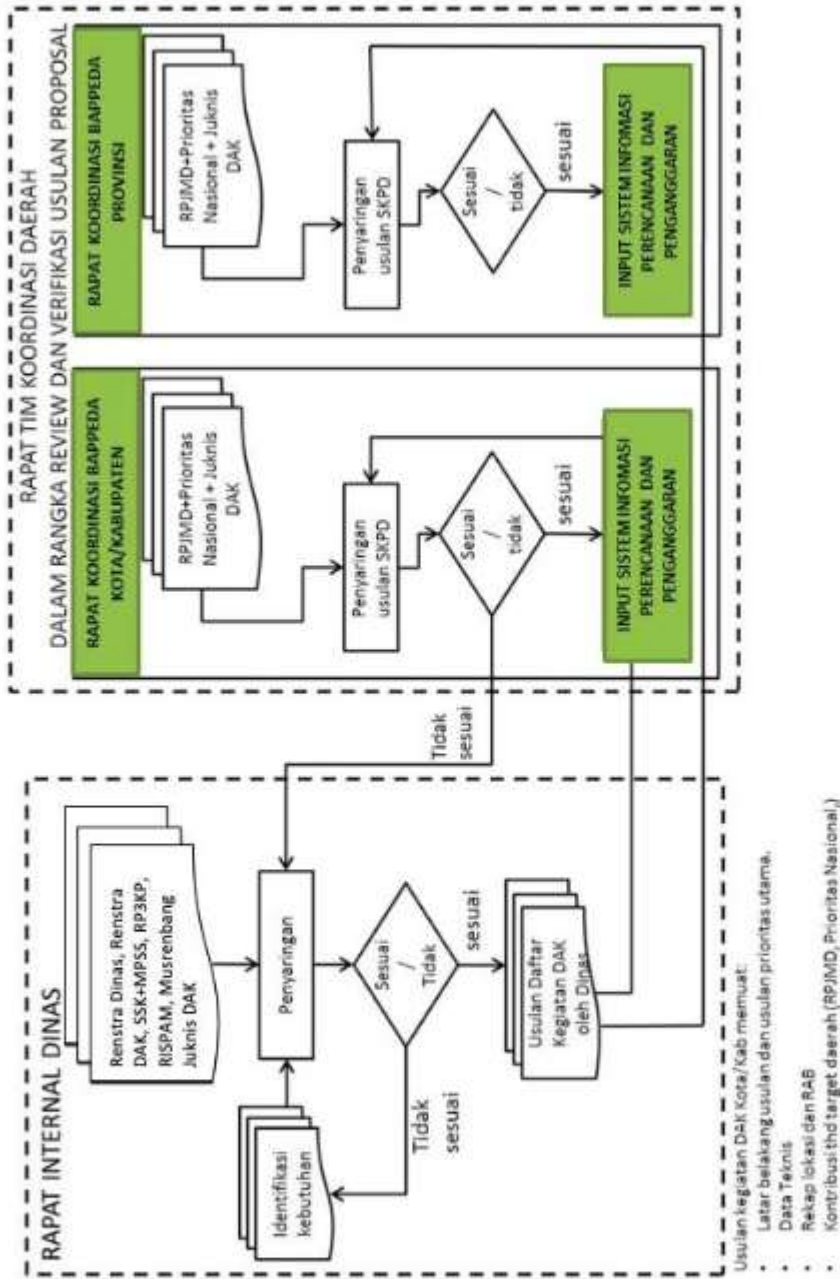 RAPAT INTERNAL DINAS
Renstra Dinas, Renstra
DAK, SSK+MPSS, RP3KP,
RISPAM, Musrenbang
Juknis DAK
Identifikasi
kebutuhan
Penyaringan
Sesuai
/
Tidak
Tidak
sesuai
sesuai
Usulan Daftar
Kegiatan DAK
oleh Dinas
Usulan kegiatan DAK Kota/Kab memuat:
• Latar belakang usulan dan usulan prioritas utama.
• Data Teknis
• Rekap lokasi dan RAB
• Kontribusi thd target daerah (RPJMD, Prioritas Nasional,)
RAPAT TIM KOORDINASI DAERAH
DALAM RANGKA REVIEW DAN VERIFIKASI USULAN PROPOSAL
RAPAT KOORDINASI BAPPEDA
KOTA/KABUPATEN
RPJMD+Prioritas
Nasional + Juknis
DAK
Penyaringan
usulan SKPD
Sesuai
/
tidak
Tidak
sesuai
sesuai
INPUT SISTEM INFOMASI
PERENCANAAN DAN
PENGANGGARAN
RAPAT KOORDINASI BAPPEDA
PROVINSI
RPJMD+Prioritas
Nasional + Juknis
DAK
Penyaringan
usulan SKPD
Sesuai
/
tidak
sesuai
INPUT SISTEM INFOMASI
PERENCANAAN DAN
PENGANGGARAN